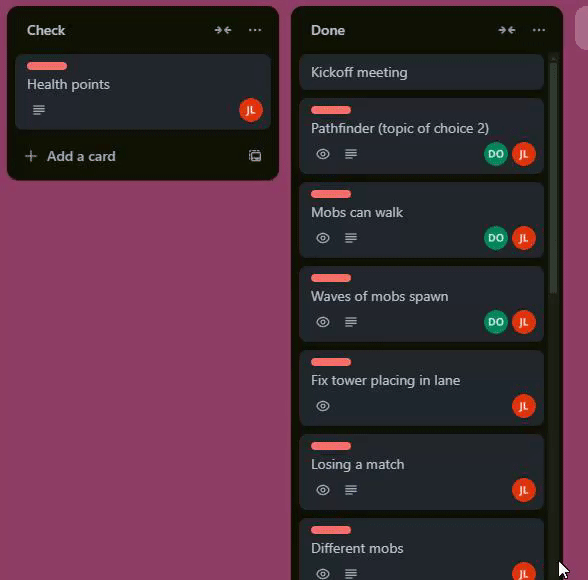 Check
Health points
JL
Add a card
Done
Kickoff meeting
Pathfinder (topic of choice 2)
DO JL
Mobs can walk
DO JL
Waves of mobs spawn
DO JL
Fix tower placing in lane
JL
Losing a match
JL
Different mobs
JL